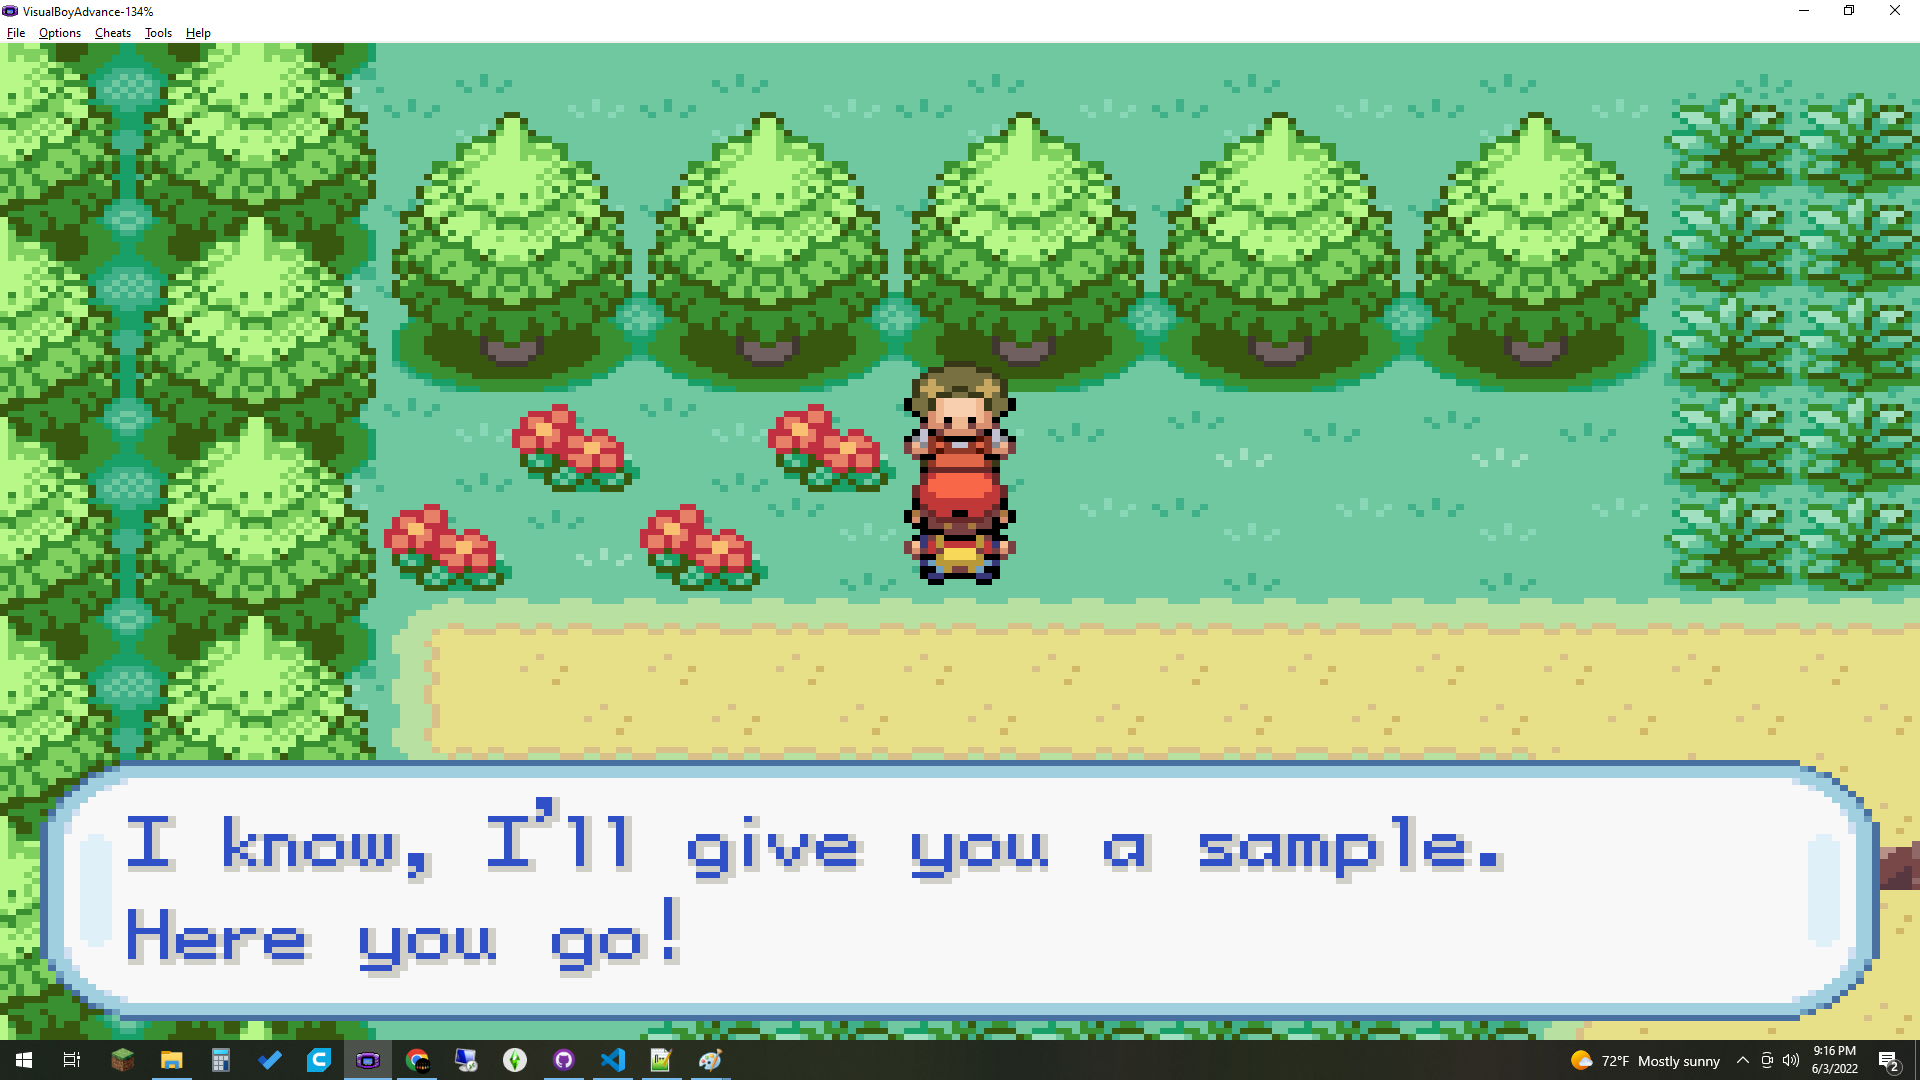 VisualBoyAdvance-134%
File Options Cheats Tools Help
I know, I'll give you a sample.
Here you go!
72°F Mostly sunny
9:16 PM
6/3/2022
2